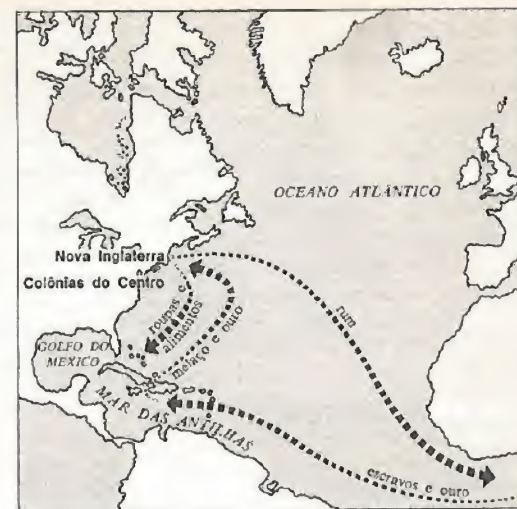 OCEANO ATLÂNTICO
Nova Inglaterra
Colônias do Centro
roupas e
alimentos
melaço e ouro
rum
GOLFO DO
MÉXICO
MAR DAS ANTILHAS
escravos e ouro